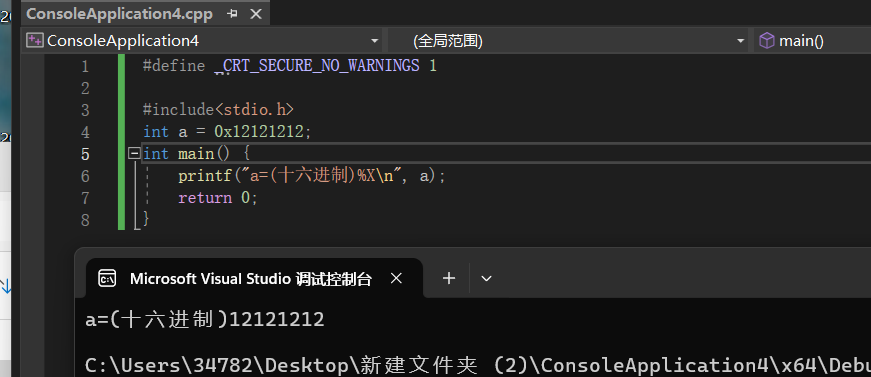 ConsoleApplication4.cpp
ConsoleApplication4 (全局范围) main()
1 #define _CRT_SECURE_NO_WARNINGS 1
2
3 #include<stdio.h>
4 int a = 0x12121212;
5 int main() {
6 printf("a=(十六进制)%X\n", a);
7 return 0;
8 }
Microsoft Visual Studio 调试控制台
a=(十六进制)12121212
C:\Users\34782\Desktop\新建文件夹 (2)\ConsoleApplication4\x64\Debu